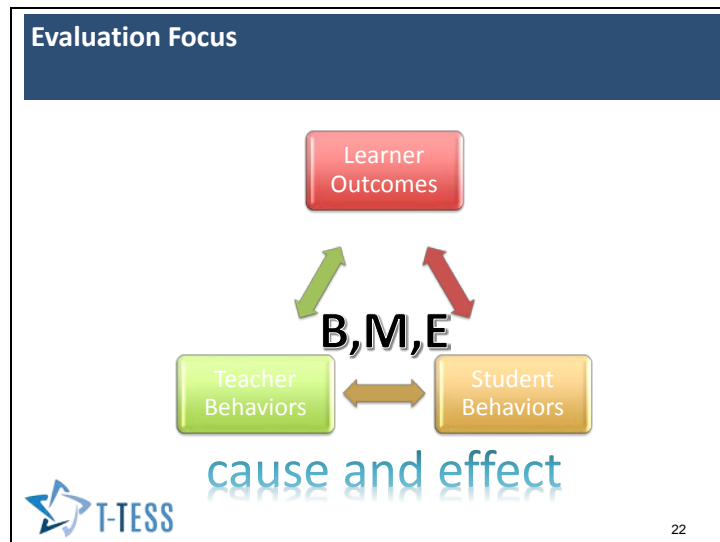 Evaluation Focus
Learner
Outcomes
B,M,E
Teacher
Behaviors
Student
Behaviors
cause and effect
T-TESS
22